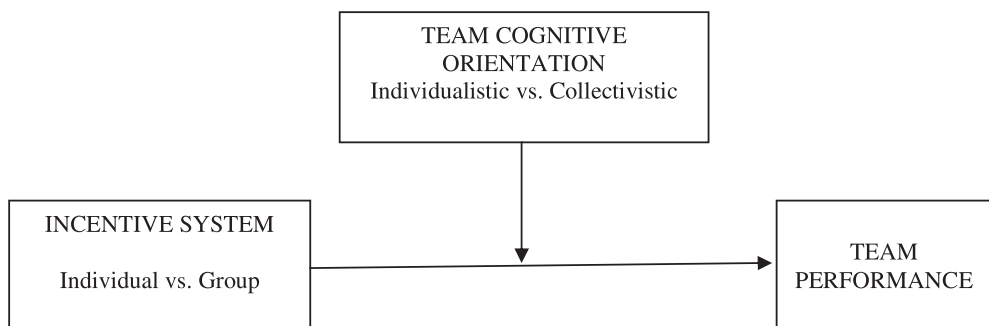 TEAM COGNITIVE
ORIENTATION
Individualistic vs. Collectivistic
INCENTIVE SYSTEM
Individual vs. Group
TEAM
PERFORMANCE